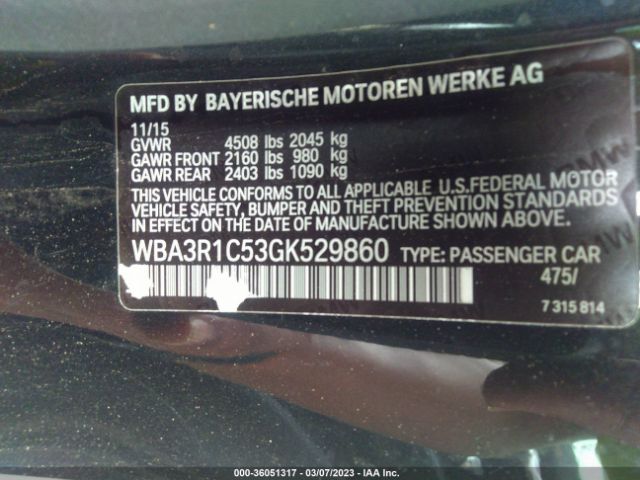 MFD BY BAYERISCHE MOTOREN WERKE AG
11/15
GVWR 4508 lbs 2045 kg
GAWR FRONT 2160 lbs 980 kg
GAWR REAR 2403 lbs 1090 kg
THIS VEHICLE CONFORMS TO ALL APPLICABLE U.S.FEDERAL MOTOR
VEHICLE SAFETY, BUMPER AND THEFT PREVENTION STANDARDS
IN EFFECT ON THE DATE OF MANUFACTURE SHOWN ABOVE.
WBA3R1C53GK529860 TYPE: PASSENGER CAR
475/
7 315 814
000-36051317 - 03/07/2023 - IAA Inc.